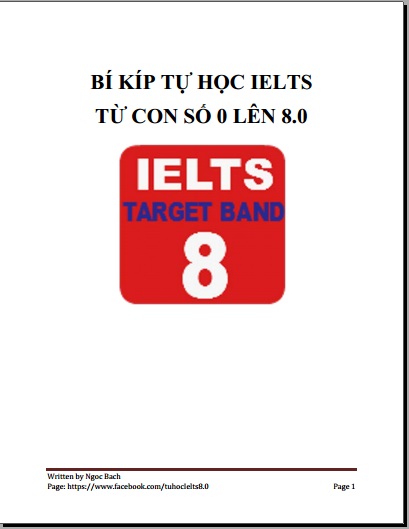 BÍ KÍP TỰ HỌC IELTS
TỪ CON SỐ 0 LÊN 8.0
IELTS
TARGET BAND
8
Written by Ngoc Bach
Page: https://www.facebook.com/tuhocIelts8.0 Page 1